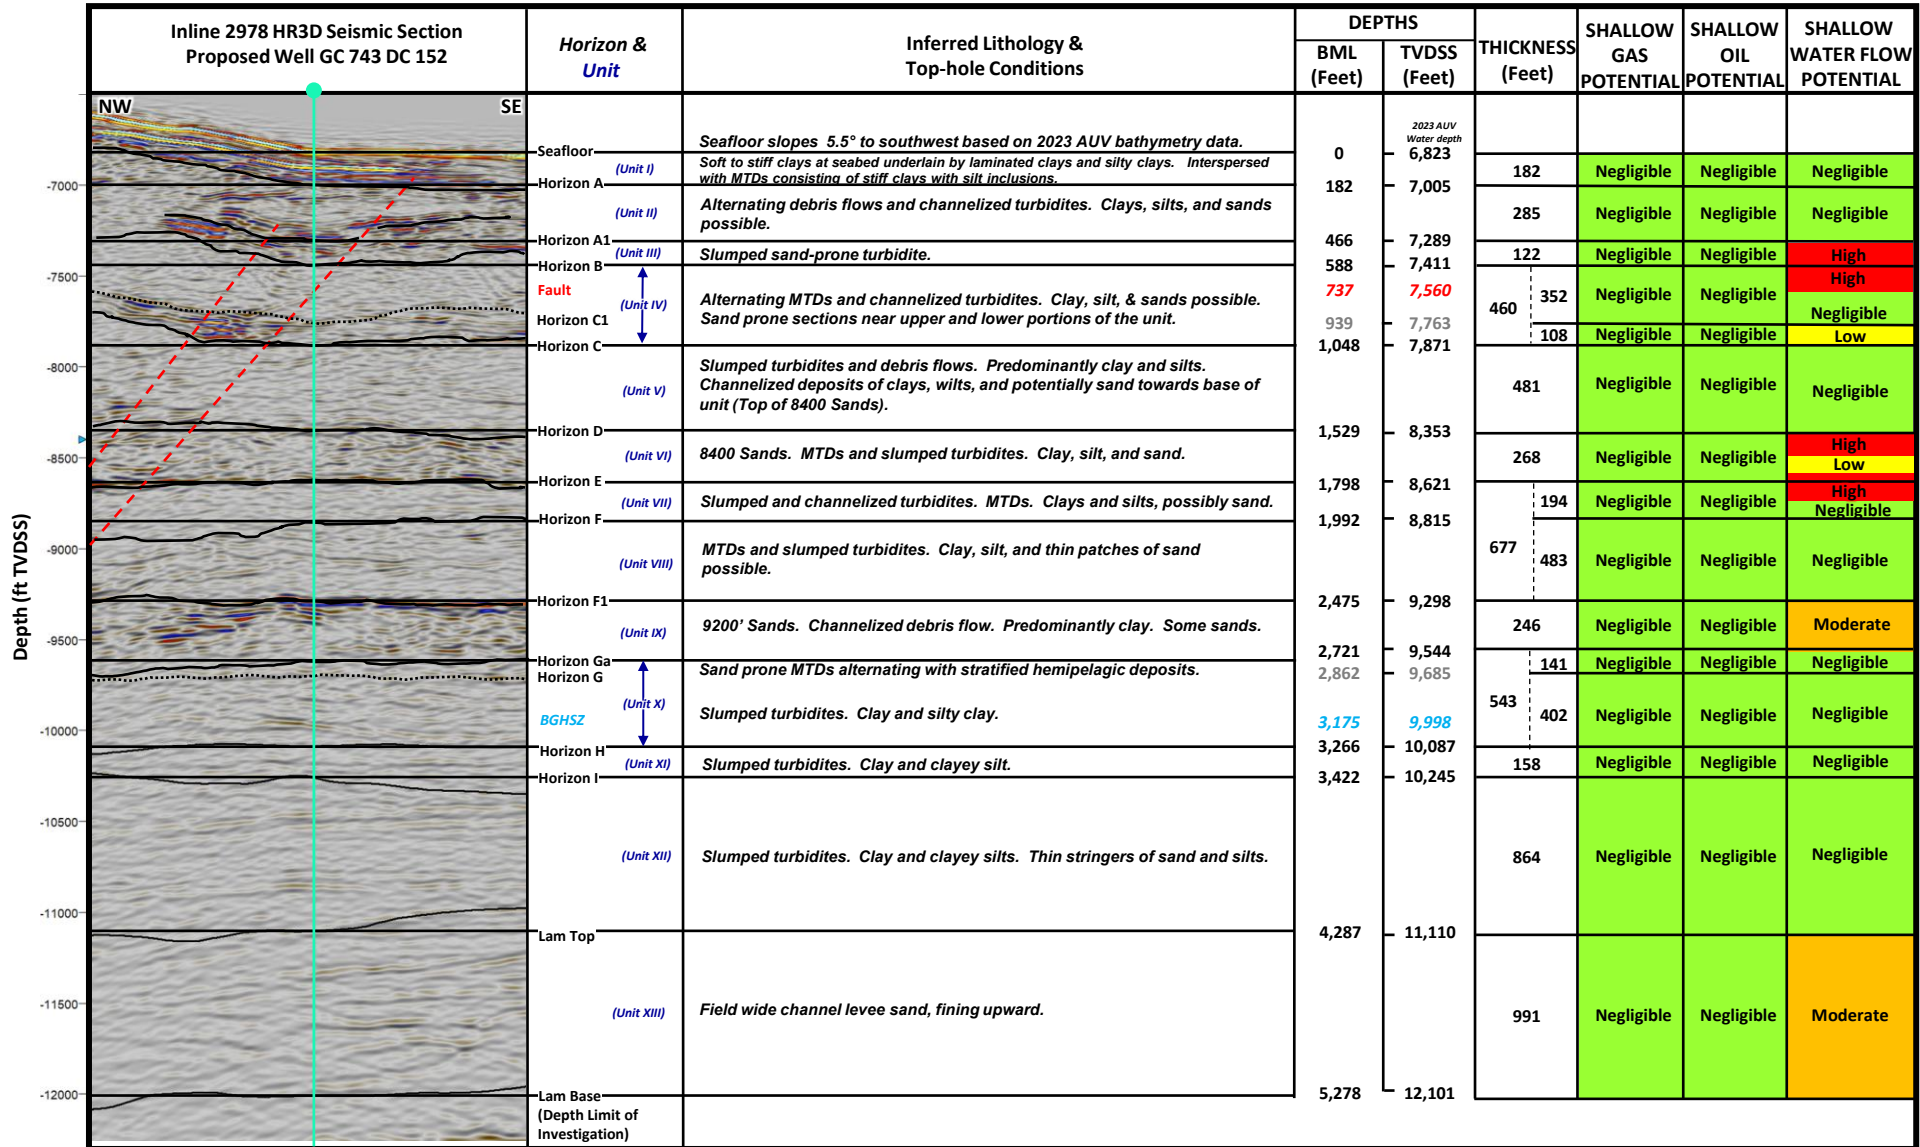 Inline 2978 HR3D Seismic Section
Proposed Well GC 743 DC 152
Horizon &
Unit
Inferred Lithology &
Top-hole Conditions
DEPTHS
BML
(Feet)
TVDSS
(Feet)
THICKNESS
(Feet)
SHALLOW
GAS
POTENTIAL
SHALLOW
OIL
POTENTIAL
SHALLOW
WATER FLOW
POTENTIAL
NW
SE
Depth (ft TVDSS)
-7000
-7500
-8000
-8500
-9000
-9500
-10000
-10500
-11000
-11500
-12000
Seafloor
Seafloor slopes 5.5° to southwest based on 2023 AUV bathymetry data.
2023 AUV
Water depth
0
6,823
(Unit I)
Soft to stiff clays at seabed underlain by laminated clays and silty clays. Interspersed
with MTDs consisting of stiff clays with silt inclusions.
182
Negligible
Negligible
Negligible
Horizon A
182
7,005
(Unit II)
Alternating debris flows and channelized turbidites. Clays, silts, and sands
possible.
285
Negligible
Negligible
Negligible
Horizon A1
466
7,289
(Unit III)
Slumped sand-prone turbidite.
122
Negligible
Negligible
High
Horizon B
588
7,411
Fault
737
7,560
(Unit IV)
Alternating MTDs and channelized turbidites. Clay, silt, & sands possible.
Sand prone sections near upper and lower portions of the unit.
460
352
Negligible
Negligible
High
Negligible
Horizon C1
939
7,763
108
Negligible
Negligible
Low
Horizon C
1,048
7,871
(Unit V)
Slumped turbidites and debris flows. Predominantly clay and silts.
Channelized deposits of clays, wilts, and potentially sand towards base of
unit (Top of 8400 Sands).
481
Negligible
Negligible
Negligible
Horizon D
1,529
8,353
(Unit VI)
8400 Sands. MTDs and slumped turbidites. Clay, silt, and sand.
268
Negligible
Negligible
High
Low
Horizon E
1,798
8,621
(Unit VII)
Slumped and channelized turbidites. MTDs. Clays and silts, possibly sand.
194
Negligible
Negligible
High
Negligible
Horizon F
1,992
8,815
(Unit VIII)
MTDs and slumped turbidites. Clay, silt, and thin patches of sand
possible.
677
483
Negligible
Negligible
Negligible
Horizon F1
2,475
9,298
(Unit IX)
9200’ Sands. Channelized debris flow. Predominantly clay. Some sands.
246
Negligible
Negligible
Moderate
Horizon Ga
2,721
9,544
Sand prone MTDs alternating with stratified hemipelagic deposits.
141
Negligible
Negligible
Negligible
Horizon G
2,862
9,685
(Unit X)
Slumped turbidites. Clay and silty clay.
543
402
Negligible
Negligible
Negligible
BGHSZ
3,175
9,998
Horizon H
3,266
10,087
(Unit XI)
Slumped turbidites. Clay and clayey silt.
158
Negligible
Negligible
Negligible
Horizon I
3,422
10,245
(Unit XII)
Slumped turbidites. Clay and clayey silts. Thin stringers of sand and silts.
864
Negligible
Negligible
Negligible
Lam Top
4,287
11,110
(Unit XIII)
Field wide channel levee sand, fining upward.
991
Negligible
Negligible
Moderate
Lam Base
(Depth Limit of
Investigation)
5,278
12,101